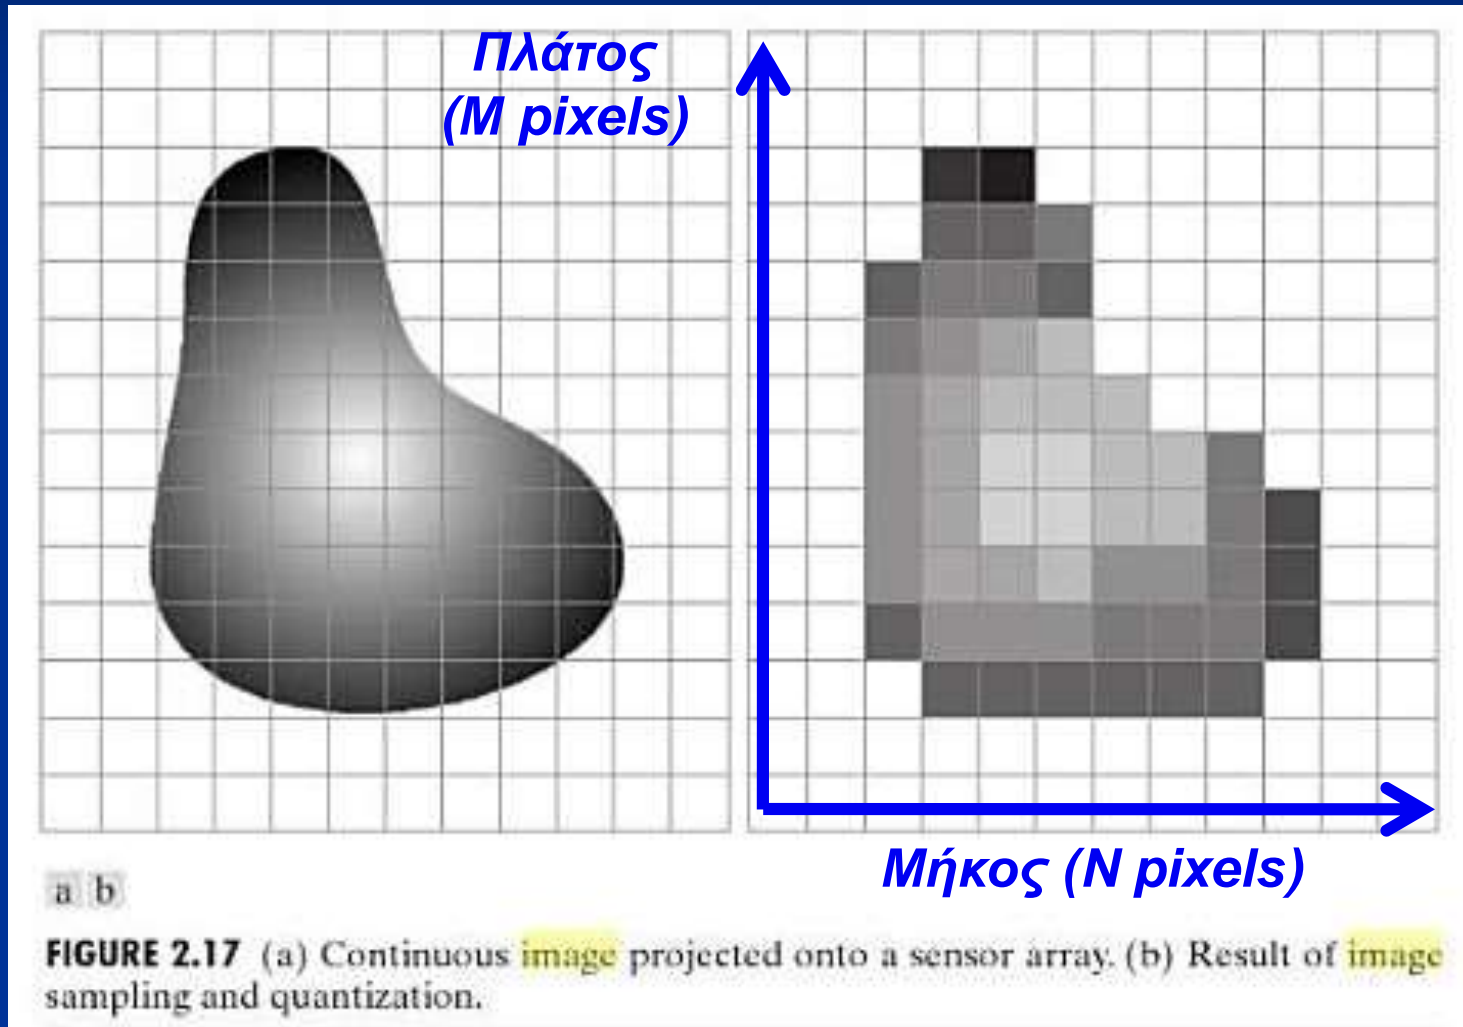 Πλάτος
(M pixels)
Μήκος (N pixels)
a b
FIGURE 2.17 (a) Continuous image projected onto a sensor array. (b) Result of image
sampling and quantization.